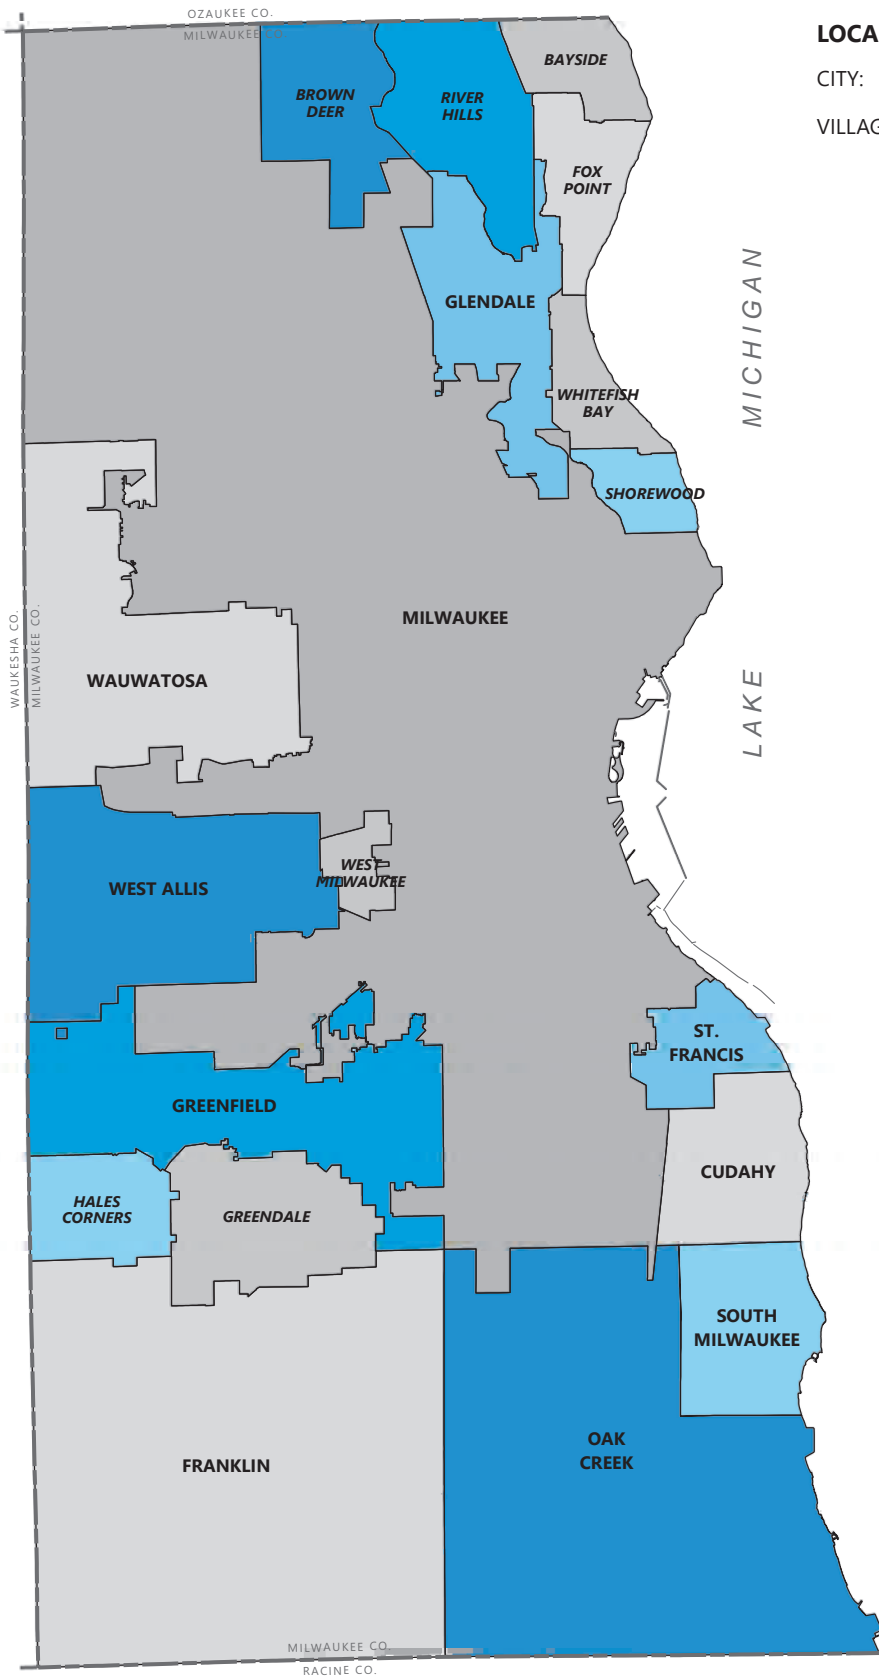 OZAUKEE CO.
MILWAUKEE CO.
LOCA
CITY:
VILLAG
BAYSIDE
BROWN
DEER
RIVER
HILLS
FOX
POINT
GLENDALE
WHITEFISH
BAY
SHOREWOOD
LAKE MICHIGAN
MILWAUKEE
WAUKESHA CO.
MILWAUKEE CO.
WAUWATOSA
WEST ALLIS
WEST
MILWAUKEE
ST.
FRANCIS
GREENFIELD
CUDAHY
HALES
CORNERS
GREENDALE
SOUTH
MILWAUKEE
OAK
CREEK
FRANKLIN
MILWAUKEE CO.
RACINE CO.